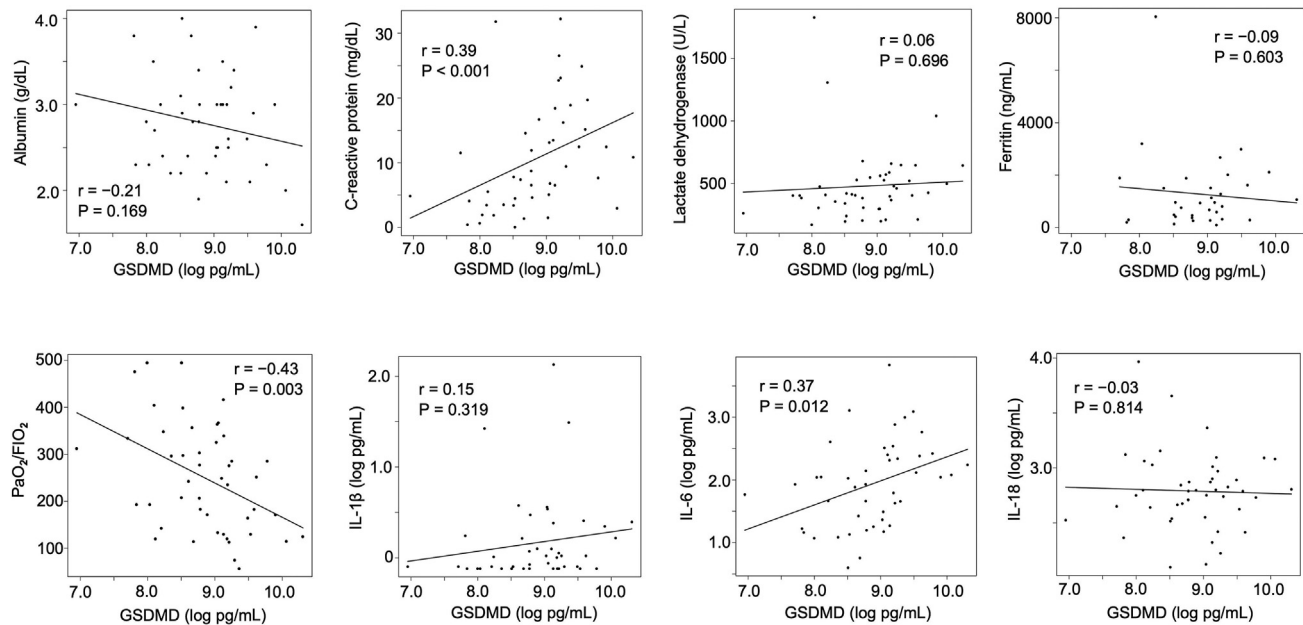 Albumin (g/dL)
4.0
3.0
2.0
r = −0.21
P = 0.169
7.0 8.0 9.0 10.0
GSDMD (log pg/mL)
C-reactive protein (mg/dL)
30
20
10
0
r = 0.39
P < 0.001
7.0 8.0 9.0 10.0
GSDMD (log pg/mL)
Lactate dehydrogenase (U/L)
1500
1000
500
r = 0.06
P = 0.696
7.0 8.0 9.0 10.0
GSDMD (log pg/mL)
Ferritin (ng/mL)
8000
4000
0
r = −0.09
P = 0.603
7.0 8.0 9.0 10.0
GSDMD (log pg/mL)
PaO₂/FIO₂
500
400
300
200
100
r = −0.43
P = 0.003
7.0 8.0 9.0 10.0
GSDMD (log pg/mL)
IL-1β (log pg/mL)
2.0
1.0
0
r = 0.15
P = 0.319
7.0 8.0 9.0 10.0
GSDMD (log pg/mL)
IL-6 (log pg/mL)
3.0
2.0
1.0
r = 0.37
P = 0.012
7.0 8.0 9.0 10.0
GSDMD (log pg/mL)
IL-18 (log pg/mL)
4.0
3.0
r = −0.03
P = 0.814
7.0 8.0 9.0 10.0
GSDMD (log pg/mL)